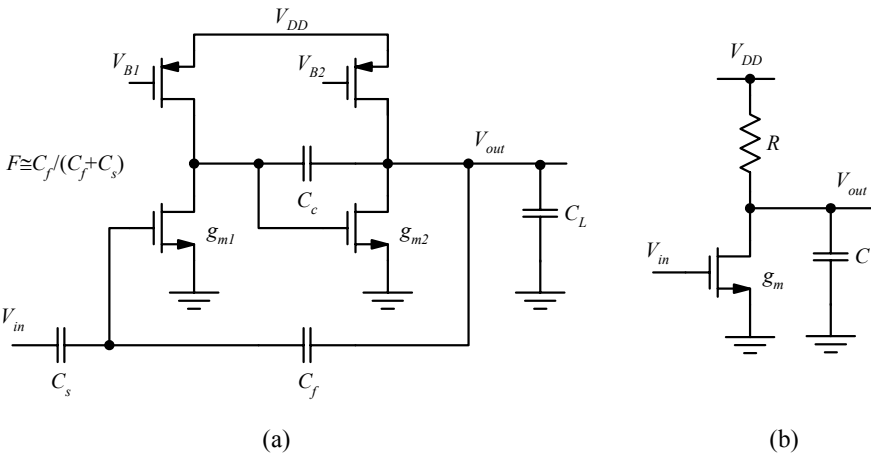 V_DD
V_B1
V_B2
F≅C_f/(C_f+C_s)
V_out
C_c
C_L
g_m1
g_m2
V_in
C_s
C_f
(a)
V_DD
R
V_out
V_in
C
g_m
(b)